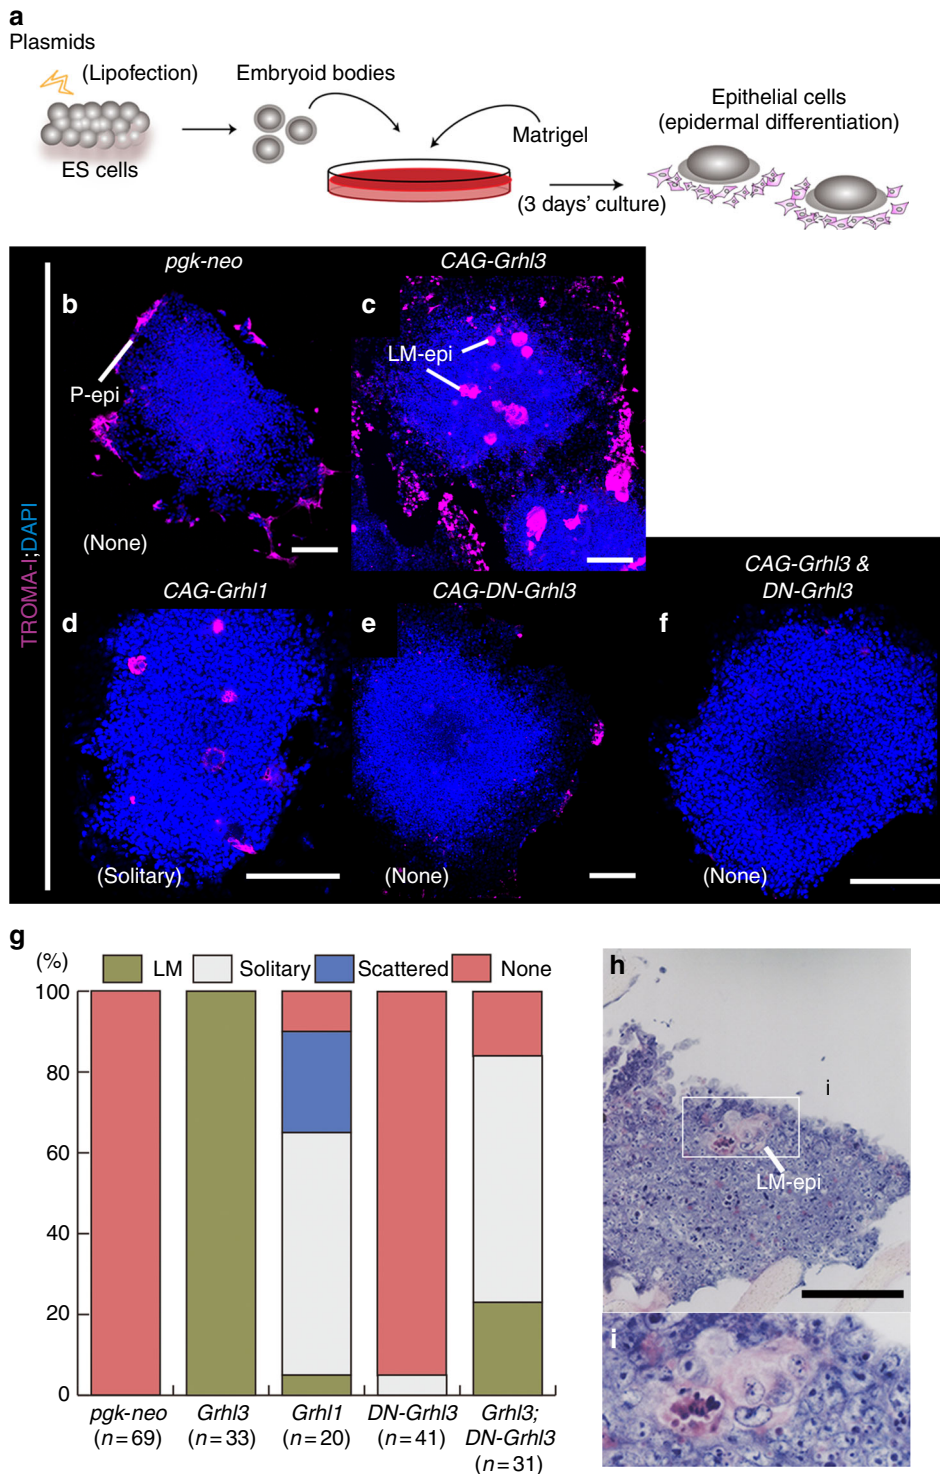 a
Plasmids
(Lipofection)
Embryoid bodies
Epithelial cells
(epidermal differentiation)
Matrigel
ES cells
(3 days' culture)
pgk-neo
CAG-Grhl3
b
c
LM-epi
P-epi
(None)
TROMA-I;DAPI
CAG-Grhl1
CAG-DN-Grhl3
CAG-Grhl3 &
DN-Grhl3
d
e
f
(Solitary)
(None)
(None)
g
(%)
LM
Solitary
Scattered
None
100
80
60
40
20
0
pgk-neo
(n=69)
Grhl3
(n=33)
Grhl1
(n=20)
DN-Grhl3
(n=41)
Grhl3;
DN-Grhl3
(n=31)
h
i
LM-epi
i